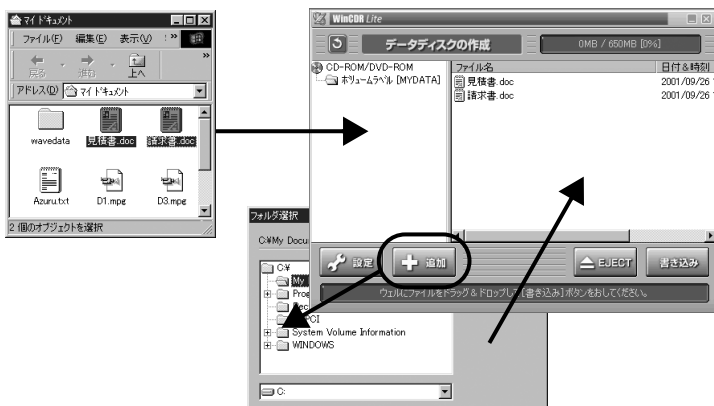 マイ ドキュメント
ファイル(F) 編集(E) 表示(V) »
戻る 進む 上へ »
アドレス(D) マイ ドキュメント
wavedata 見積書.doc 請求書.doc
Azuru.txt D1.mpg D3.mpg
2 個のオブジェクトを選択
WinCDR Lite
データディスクの作成 0MB / 650MB [0%]
CD-ROM/DVD-ROM
ボリュームラベル [MYDATA]
ファイル名 日付&時刻
見積書.doc 2001/09/26
請求書.doc 2001/09/26
設定 追加 EJECT 書き込み
ウェルにファイルをドラッグ&ドロップして[書き込み]ボタンをおしてください。
フォルダ選択
C:¥My Docu
C:¥
My
Prog
System Volume Information
WINDOWS
C: